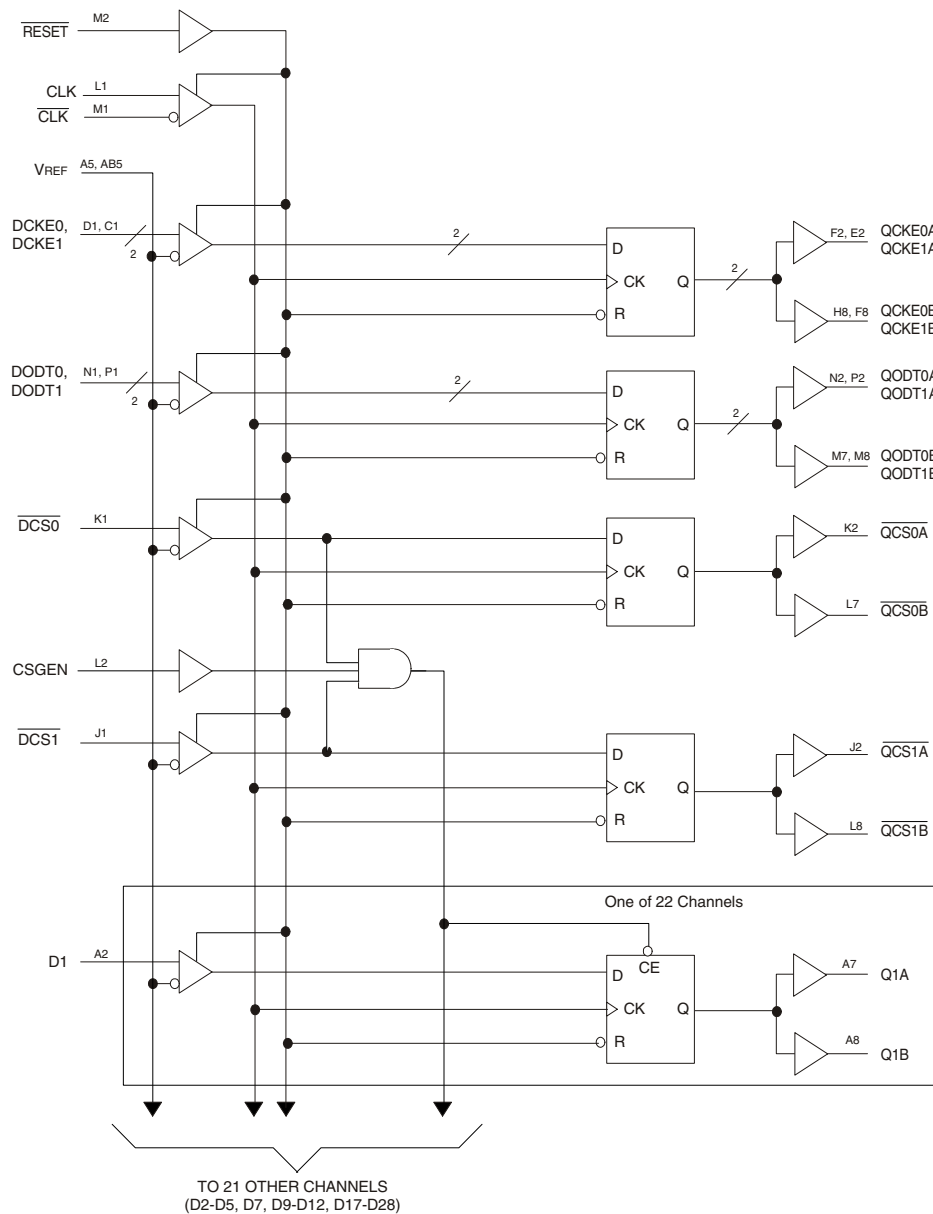 RESET M2
CLK L1
CLK M1
VREF A5, AB5
DCKE0, D1, C1
DCKE1 2
2
D
CK Q
R
2
F2, E2 QCKE0A
QCKE1A
H8, F8 QCKE0B
QCKE1B
DODT0, N1, P1
DODT1 2
2
D
CK Q
R
2
N2, P2 QODT0A
QODT1A
M7, M8 QODT0B
QODT1B
DCS0 K1
D
CK Q
R
K2 QCS0A
L7 QCS0B
CSGEN L2
DCS1 J1
D
CK Q
R
J2 QCS1A
L8 QCS1B
One of 22 Channels
D1 A2
CE
D
CK Q
R
A7 Q1A
A8 Q1B
TO 21 OTHER CHANNELS
(D2-D5, D7, D9-D12, D17-D28)